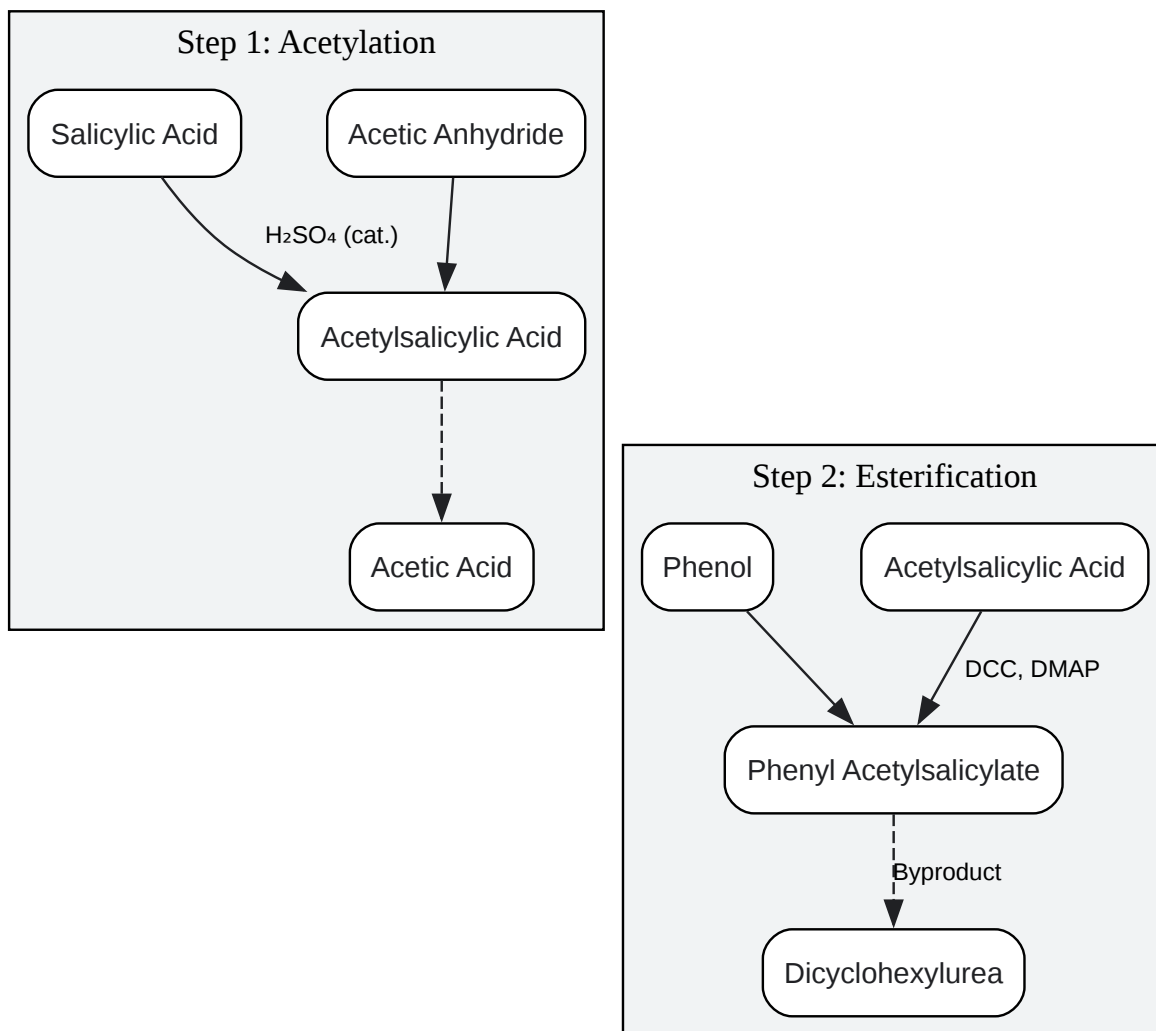 Step 1: Acetylation
Salicylic Acid
Acetic Anhydride
H₂SO₄ (cat.)
Acetylsalicylic Acid
Acetic Acid
Step 2: Esterification
Phenol
Acetylsalicylic Acid
DCC, DMAP
Phenyl Acetylsalicylate
Byproduct
Dicyclohexylurea